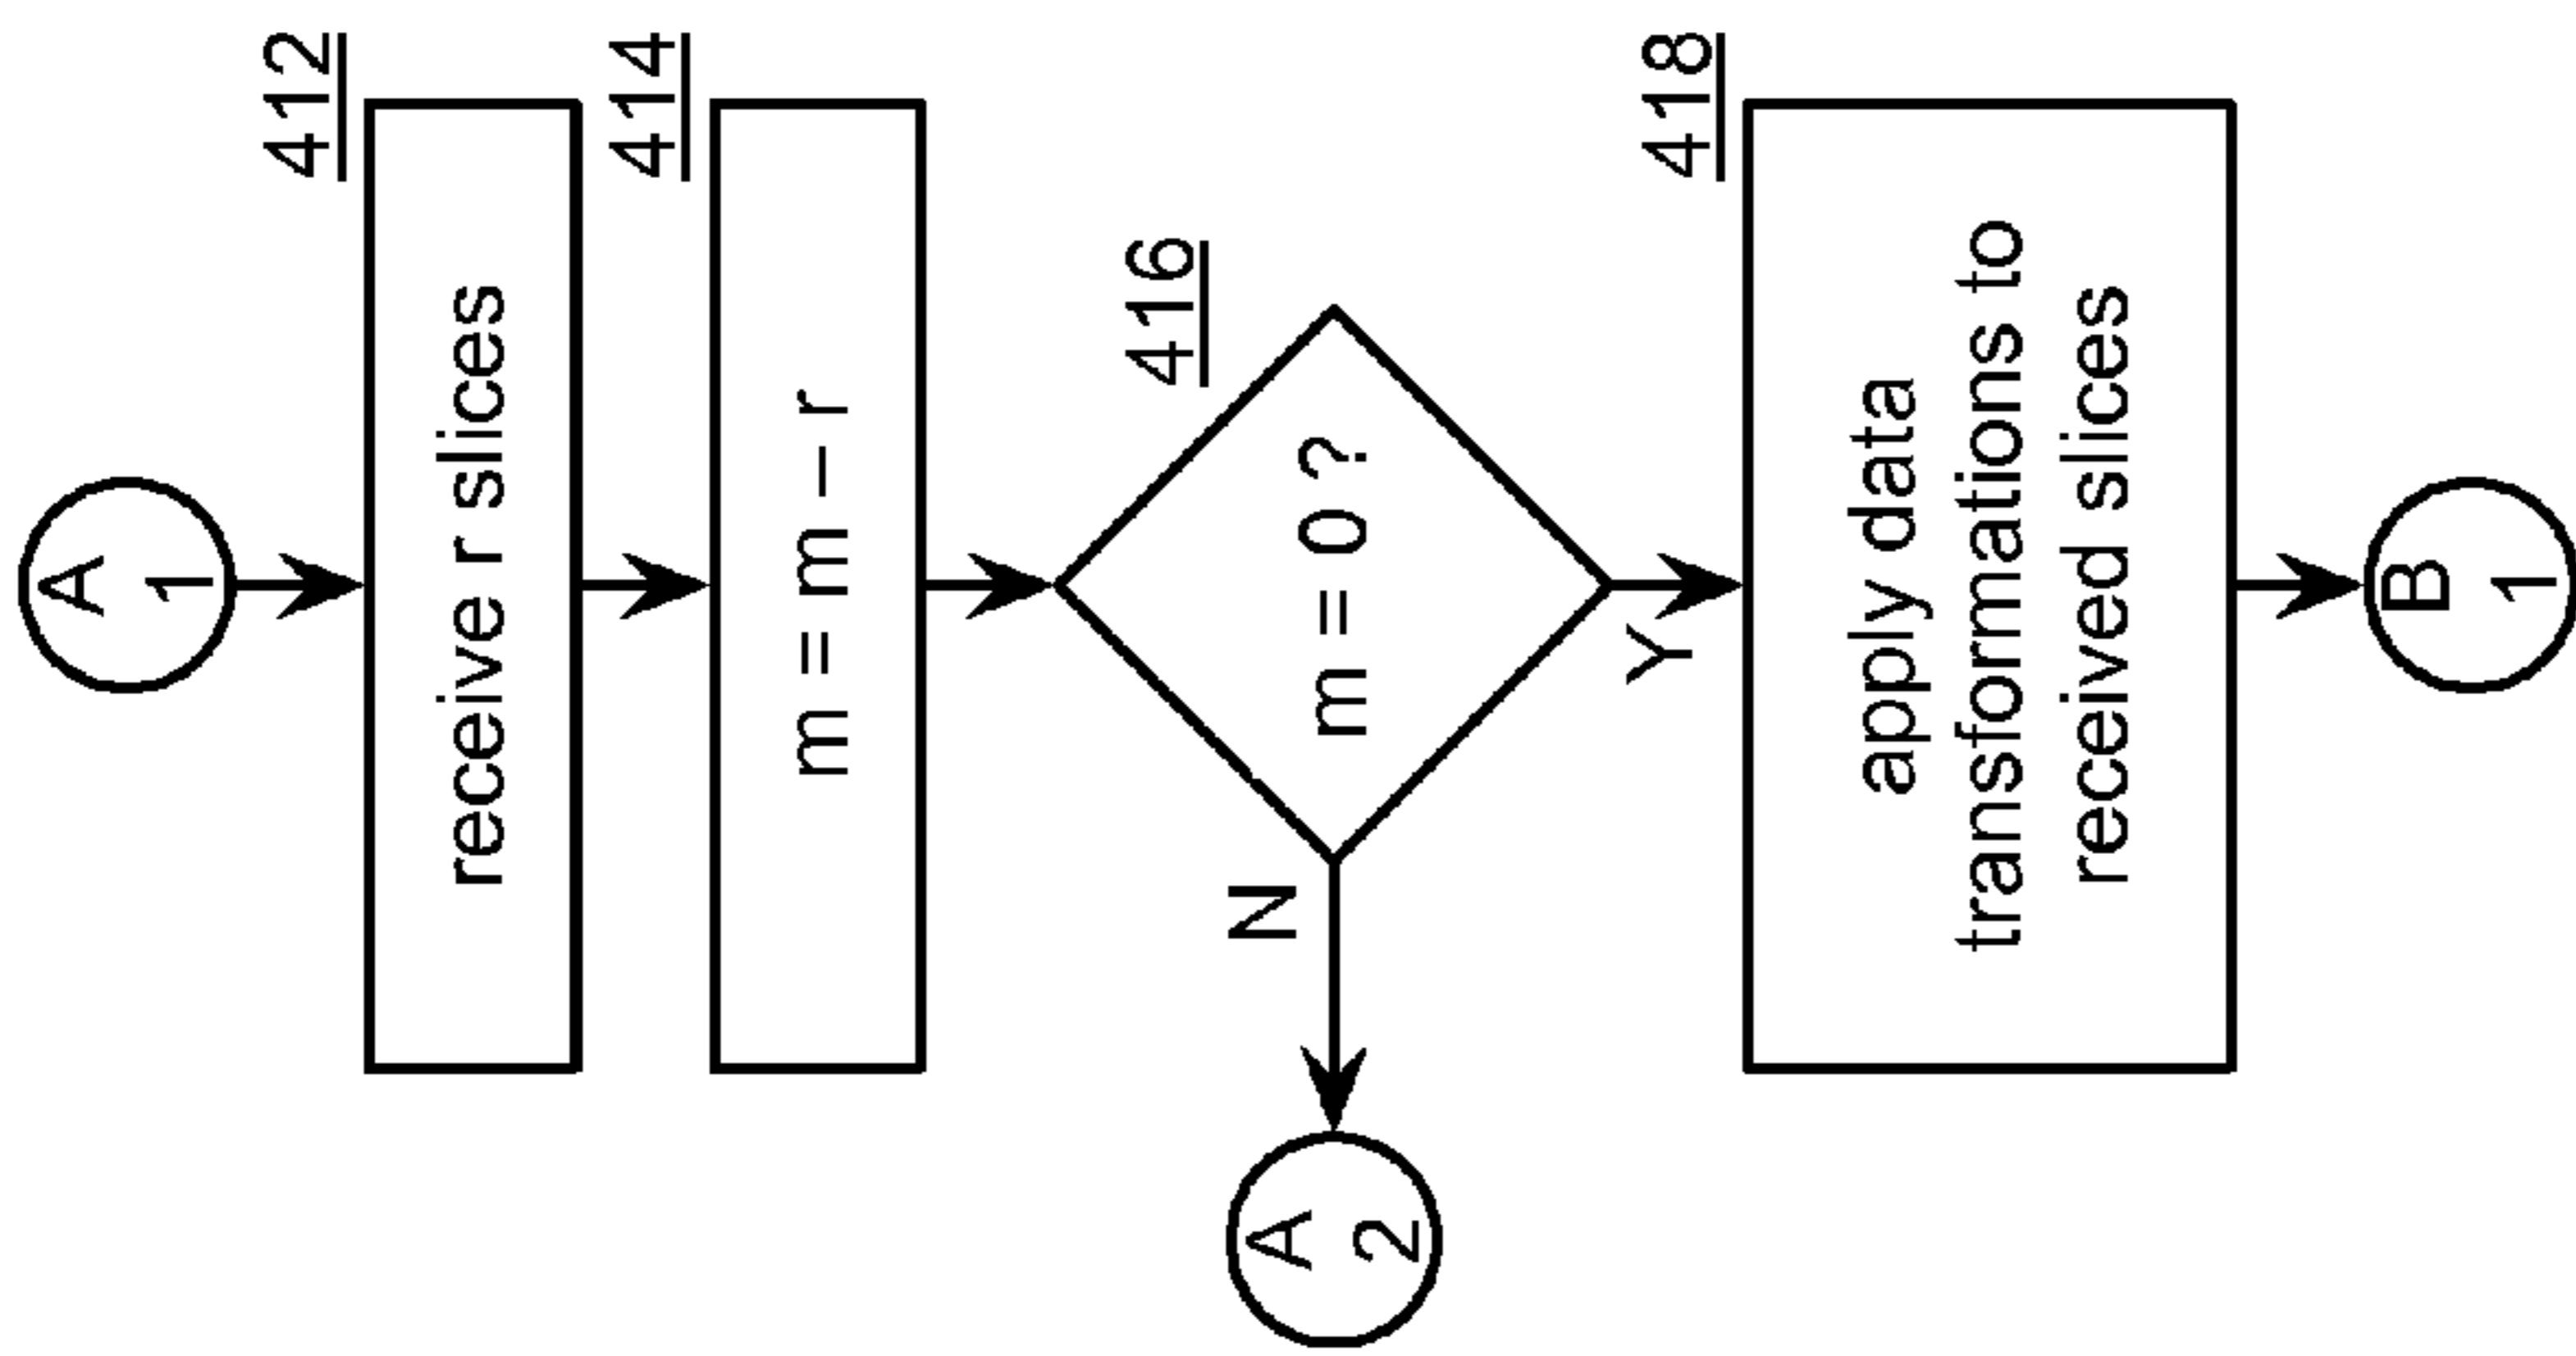 A
1
412
receive r slices
414
m = m – r
416
m = 0 ?
N
A
2
Y
418
apply data
transformations to
received slices
B
1